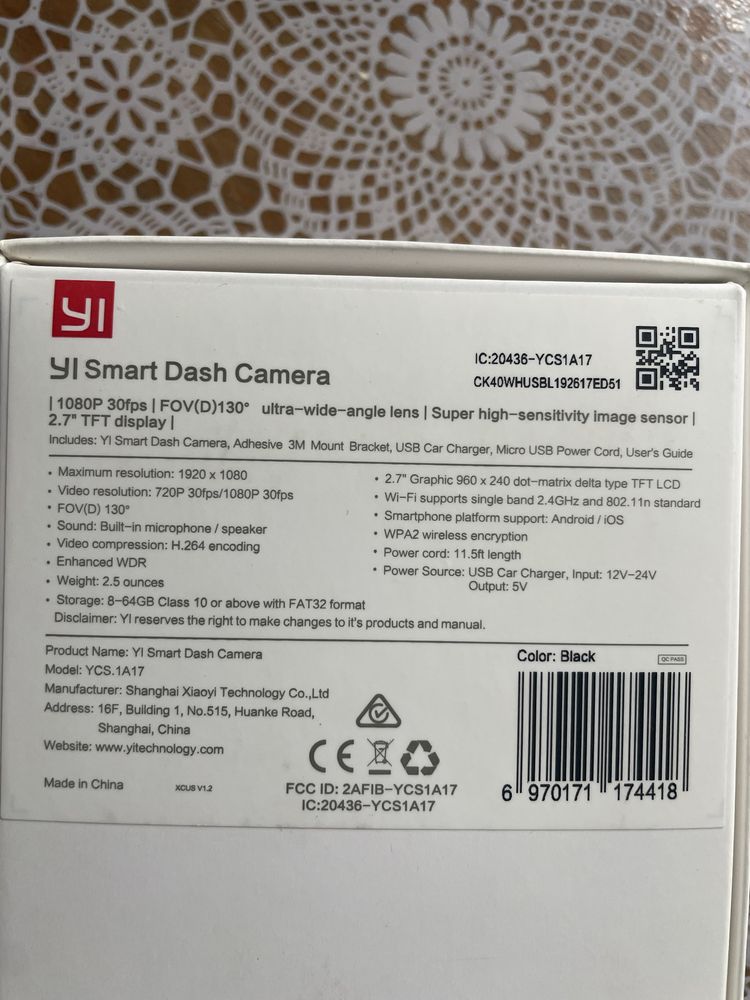 YI
YI Smart Dash Camera
IC:20436-YCS1A17
CK40WHUSBL192617ED51
| 1080P 30fps | FOV(D)130° ultra-wide-angle lens | Super high-sensitivity image sensor |
2.7" TFT display |
Includes: YI Smart Dash Camera, Adhesive 3M Mount Bracket, USB Car Charger, Micro USB Power Cord, User's Guide
• Maximum resolution: 1920 x 1080
• Video resolution: 720P 30fps/1080P 30fps
• FOV(D) 130°
• Sound: Built-in microphone / speaker
• Video compression: H.264 encoding
• Enhanced WDR
• Weight: 2.5 ounces
• Storage: 8-64GB Class 10 or above with FAT32 format
• 2.7" Graphic 960 x 240 dot-matrix delta type TFT LCD
• Wi-Fi supports single band 2.4GHz and 802.11n standard
• Smartphone platform support: Android / iOS
• WPA2 wireless encryption
• Power cord: 11.5ft length
• Power Source: USB Car Charger, Input: 12V-24V
Output: 5V
Disclaimer: YI reserves the right to make changes to it's products and manual.
Product Name: YI Smart Dash Camera
Model: YCS.1A17
Manufacturer: Shanghai Xiaoyi Technology Co.,Ltd
Address: 16F, Building 1, No.515, Huanke Road,
Shanghai, China
Website: www.yitechnology.com
Made in China
XCUS V1.2
CE
FCC ID: 2AFIB-YCS1A17
IC:20436-YCS1A17
Color: Black
QC PASS
6 970171 174418